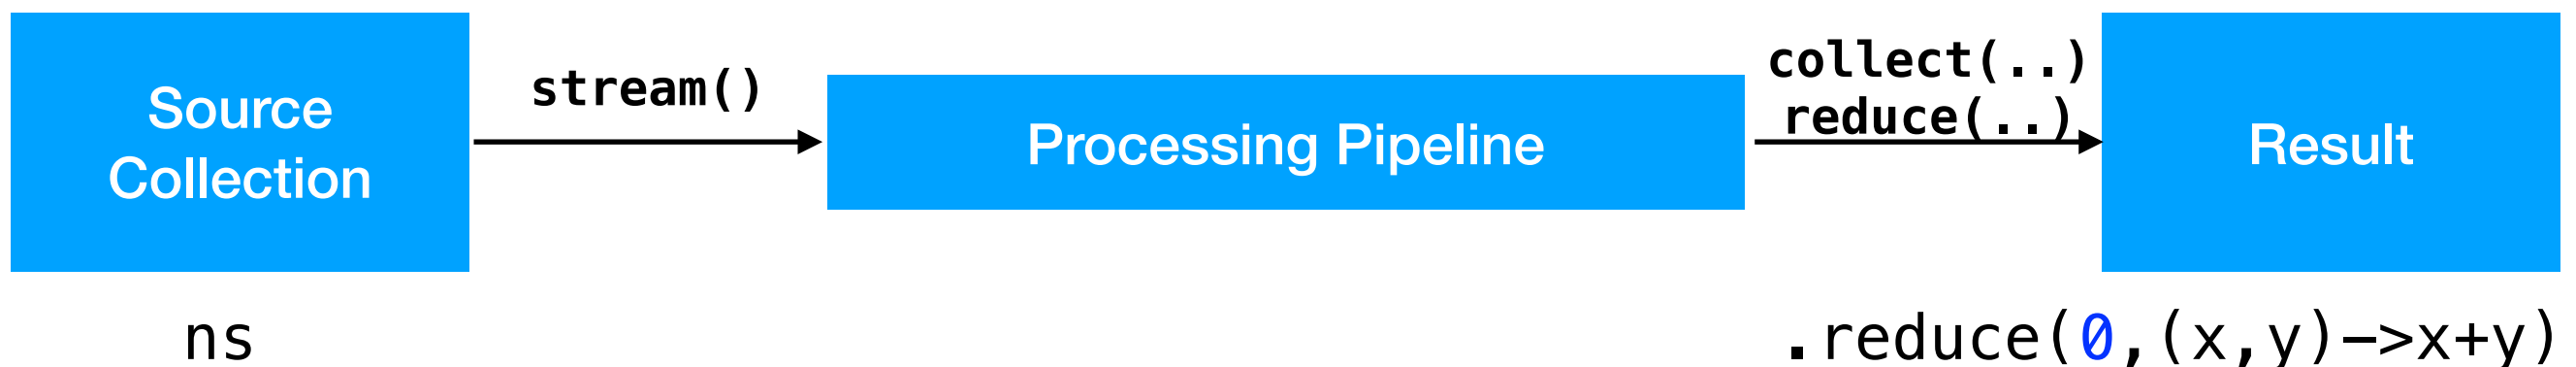 Source
Collection
stream()
Processing Pipeline
collect(..)
reduce(..)
Result
ns
.reduce(0,(x,y)->x+y)